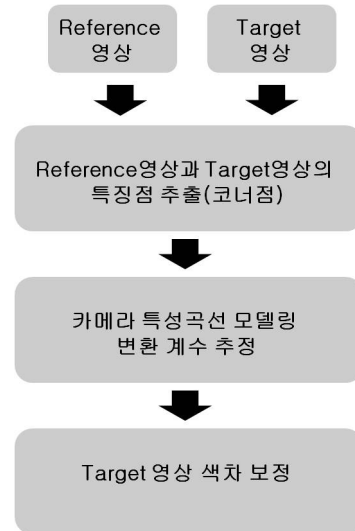 Reference
영상
Target
영상
Reference영상과 Target영상의
특징점 추출(코너점)
카메라 특성곡선 모델링
변환 계수 추정
Target 영상 색차 보정